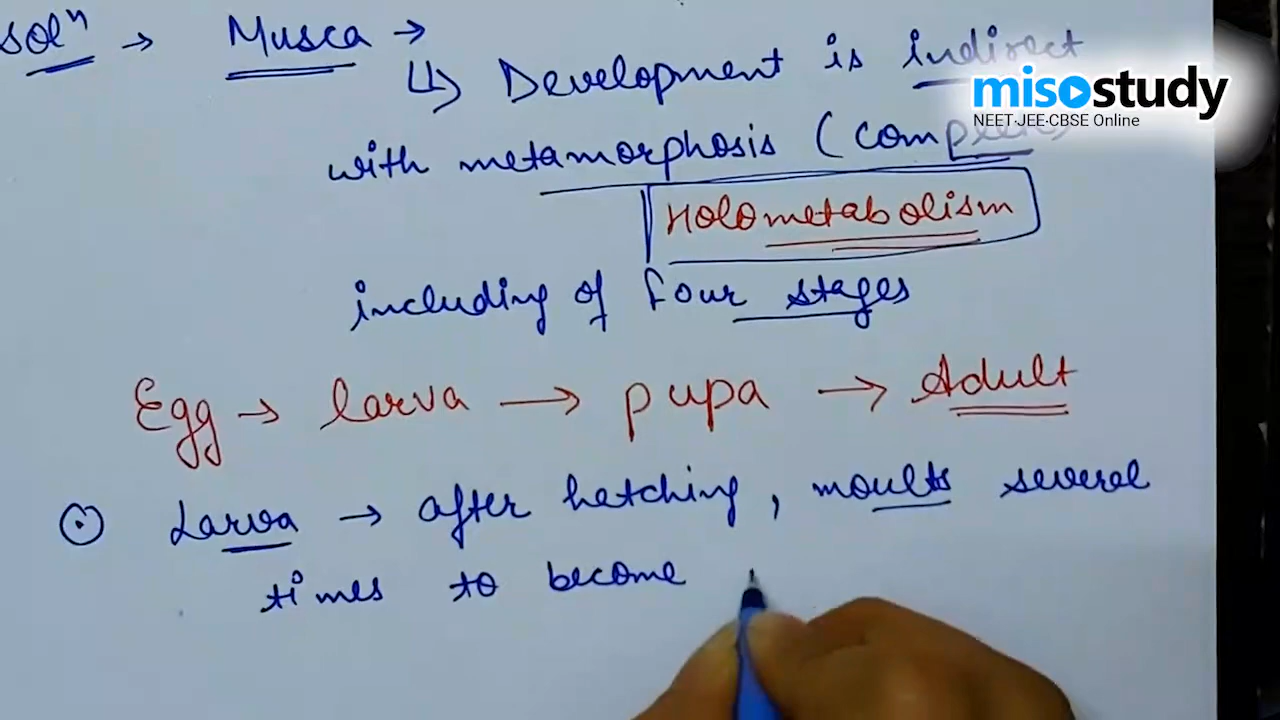 solⁿ → Musca →
↳ Development is indirect
misostudy
NEET·JEE·CBSE Online
with metamorphosis (complete)
Holometabolism
including of four stages
Egg → larva → pupa → Adult
⊙ Larva → after hatching, moults several
times to become